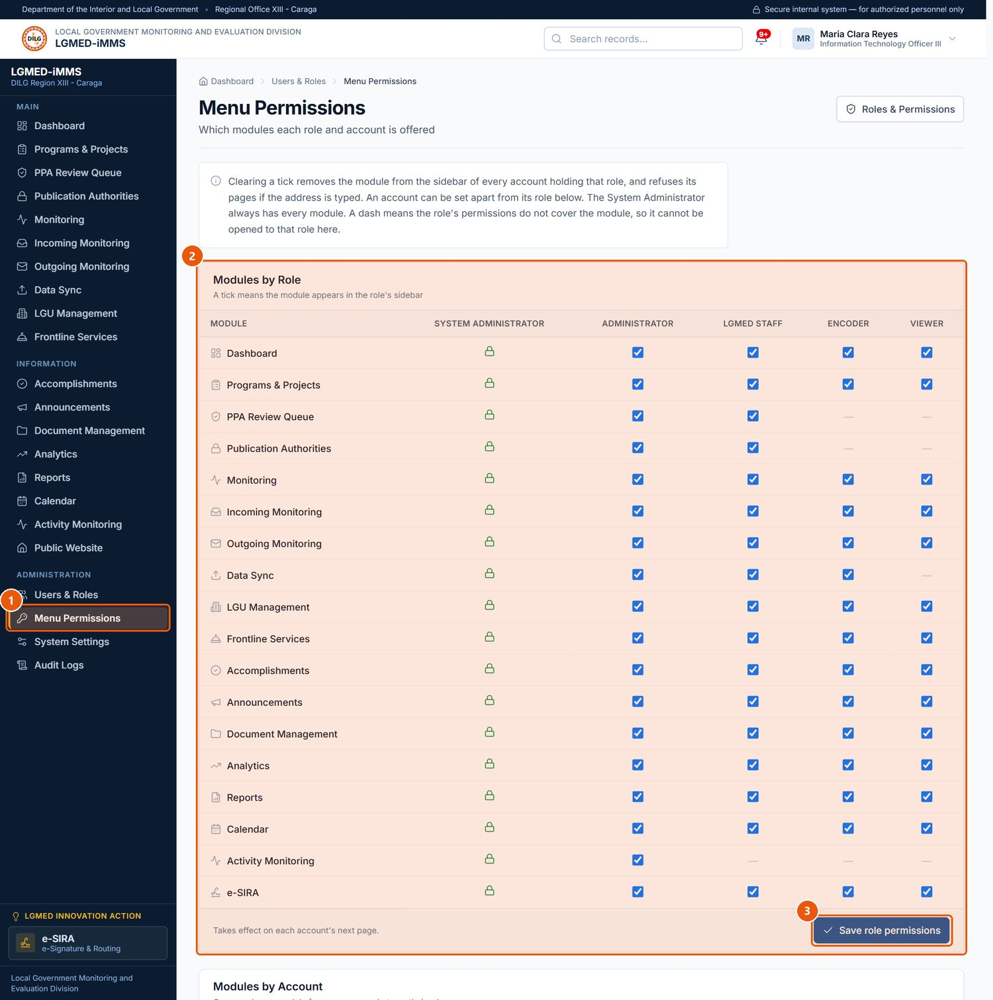 Department of the Interior and Local Government • Regional Office XIII - Caraga
Secure internal system — for authorized personnel only
DILG
LOCAL GOVERNMENT MONITORING AND EVALUATION DIVISION
LGMED-iMMS
Search records...
9+
MR
Maria Clara Reyes
Information Technology Officer III
LGMED-iMMS
DILG Region XIII - Caraga
MAIN
Dashboard
Programs & Projects
PPA Review Queue
Publication Authorities
Monitoring
Incoming Monitoring
Outgoing Monitoring
Data Sync
LGU Management
Frontline Services
INFORMATION
Accomplishments
Announcements
Document Management
Analytics
Reports
Calendar
Activity Monitoring
Public Website
ADMINISTRATION
Users & Roles
1
Menu Permissions
System Settings
Audit Logs
LGMED INNOVATION ACTION
e-SIRA
e-Signature & Routing
Local Government Monitoring and
Evaluation Division
Dashboard > Users & Roles > Menu Permissions
Menu Permissions
Which modules each role and account is offered
Roles & Permissions
Clearing a tick removes the module from the sidebar of every account holding that role, and refuses its
pages if the address is typed. An account can be set apart from its role below. The System Administrator
always has every module. A dash means the role's permissions do not cover the module, so it cannot be
opened to that role here.
2
Modules by Role
A tick means the module appears in the role's sidebar
MODULE SYSTEM ADMINISTRATOR ADMINISTRATOR LGMED STAFF ENCODER VIEWER
Dashboard
Programs & Projects
PPA Review Queue — —
Publication Authorities — —
Monitoring
Incoming Monitoring
Outgoing Monitoring
Data Sync —
LGU Management
Frontline Services
Accomplishments
Announcements
Document Management
Analytics
Reports
Calendar
Activity Monitoring — — —
e-SIRA
3
Takes effect on each account's next page.
Save role permissions
Modules by Account